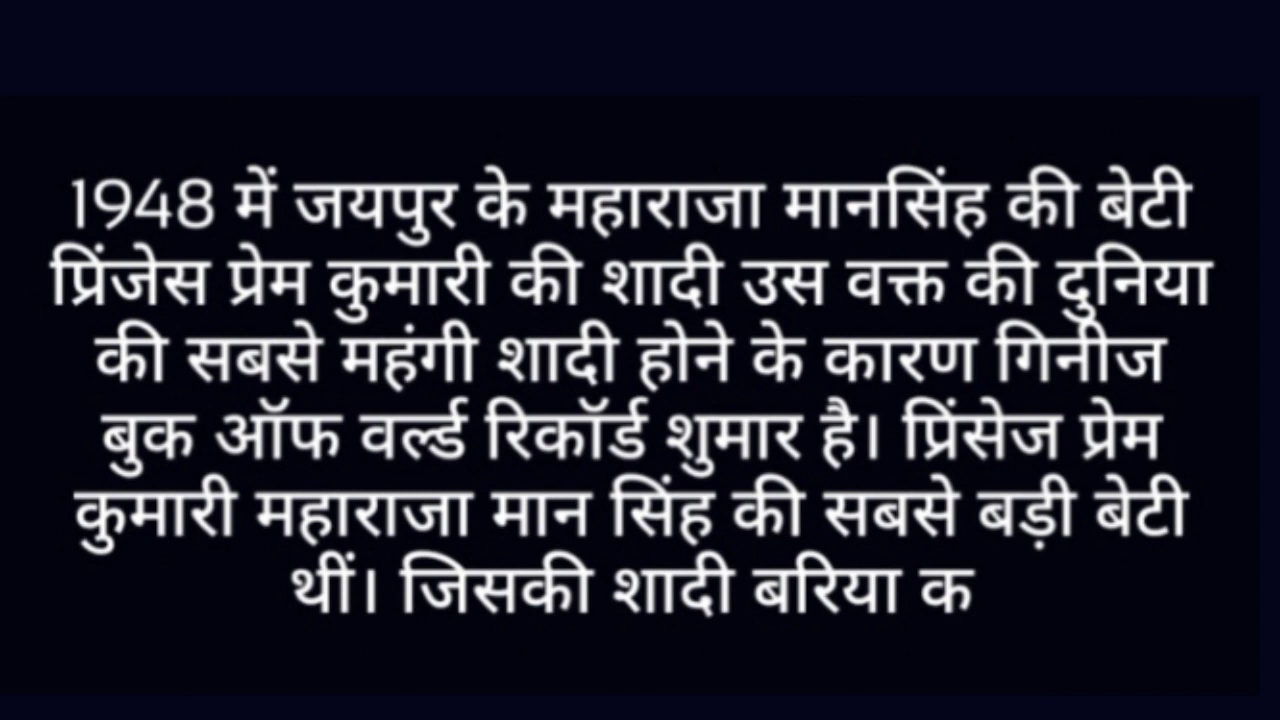 1948 में जयपुर के महाराजा मानसिंह की बेटी
प्रिंजेस प्रेम कुमारी की शादी उस वक्त की दुनिया
की सबसे महंगी शादी होने के कारण गिनीज
बुक ऑफ वर्ल्ड रिकॉर्ड शुमार है। प्रिंसेज प्रेम
कुमारी महाराजा मान सिंह की सबसे बड़ी बेटी
थीं। जिसकी शादी बरिया क